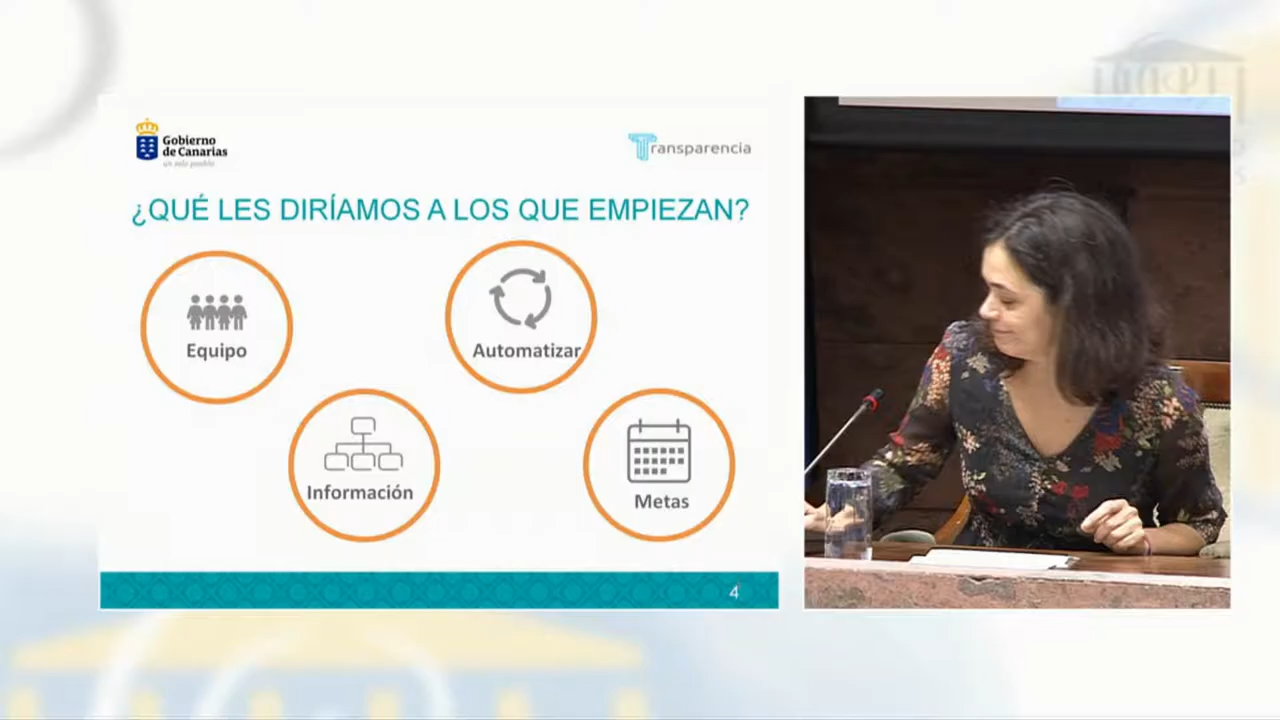 Gobierno
de Canarias
un solo pueblo
Transparencia
¿QUÉ LES DIRÍAMOS A LOS QUE EMPIEZAN?
Equipo
Automatizar
Información
Metas
4